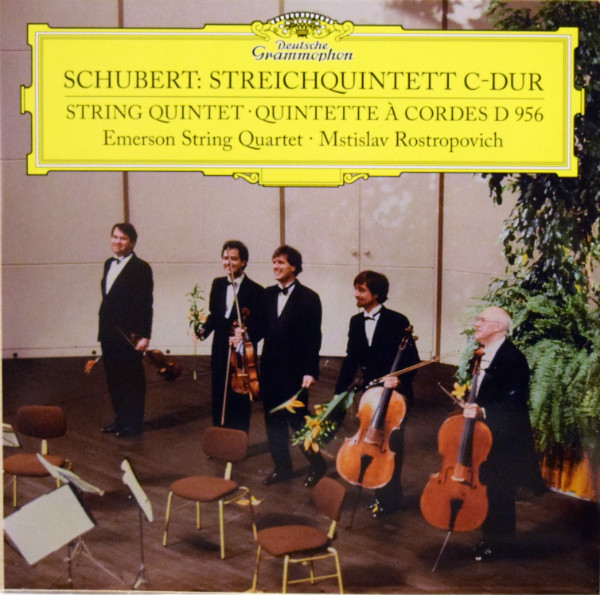 Deutsche
Grammophon
SCHUBERT: STREICHQUINTETT C-DUR
STRING QUINTET · QUINTETTE À CORDES D 956
Emerson String Quartet · Mstislav Rostropovich